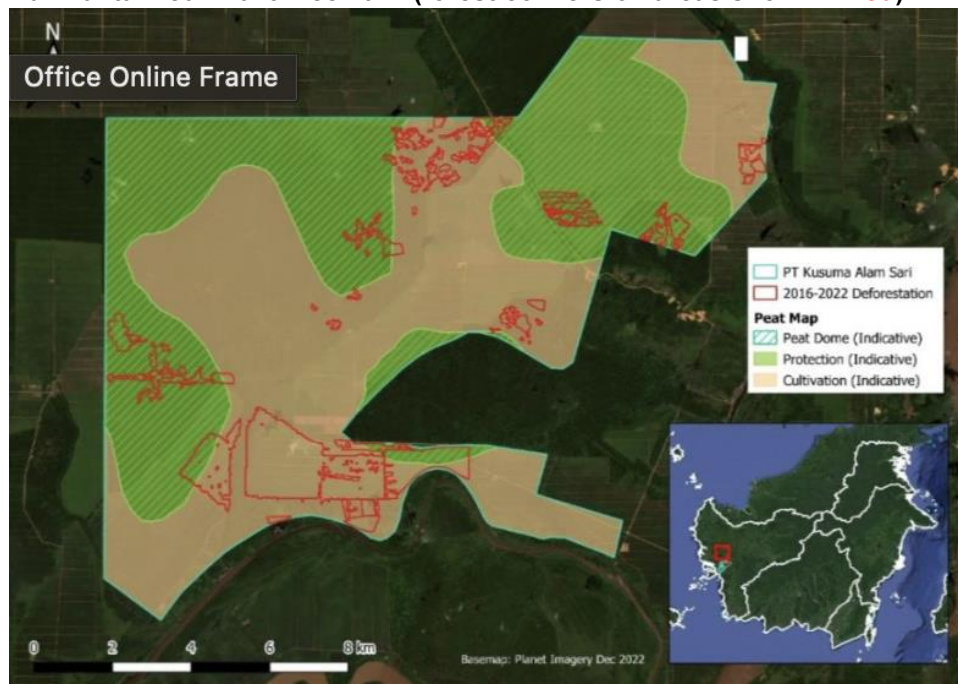 N
Office Online Frame
PT Kusuma Alam Sari
2016-2022 Deforestation
Peat Map
Peat Dome (Indicative)
Protection (Indicative)
Cultivation (Indicative)
0 2 4 6 8 km
Basemap: Planet Imagery Dec 2022